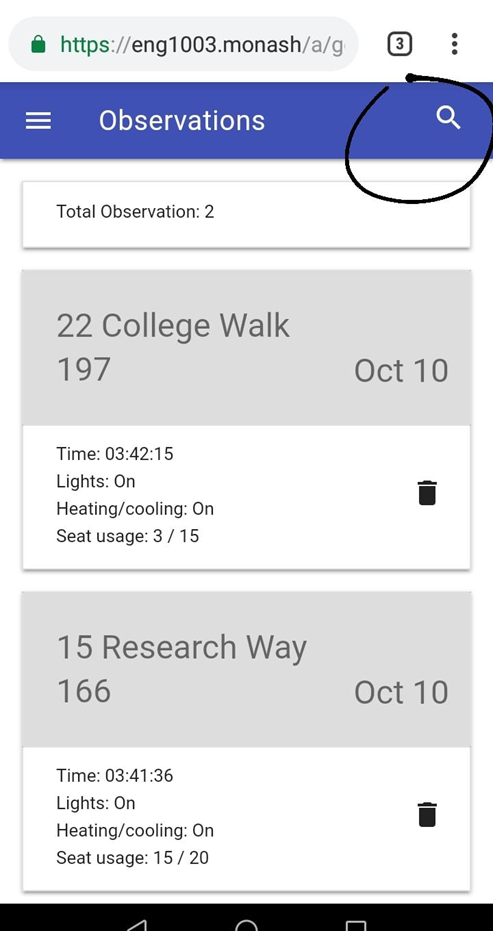 https://eng1003.monash/a/g
3
Observations
Total Observation: 2
22 College Walk
197
Oct 10
Time: 03:42:15
Lights: On
Heating/cooling: On
Seat usage: 3 / 15
15 Research Way
166
Oct 10
Time: 03:41:36
Lights: On
Heating/cooling: On
Seat usage: 15 / 20